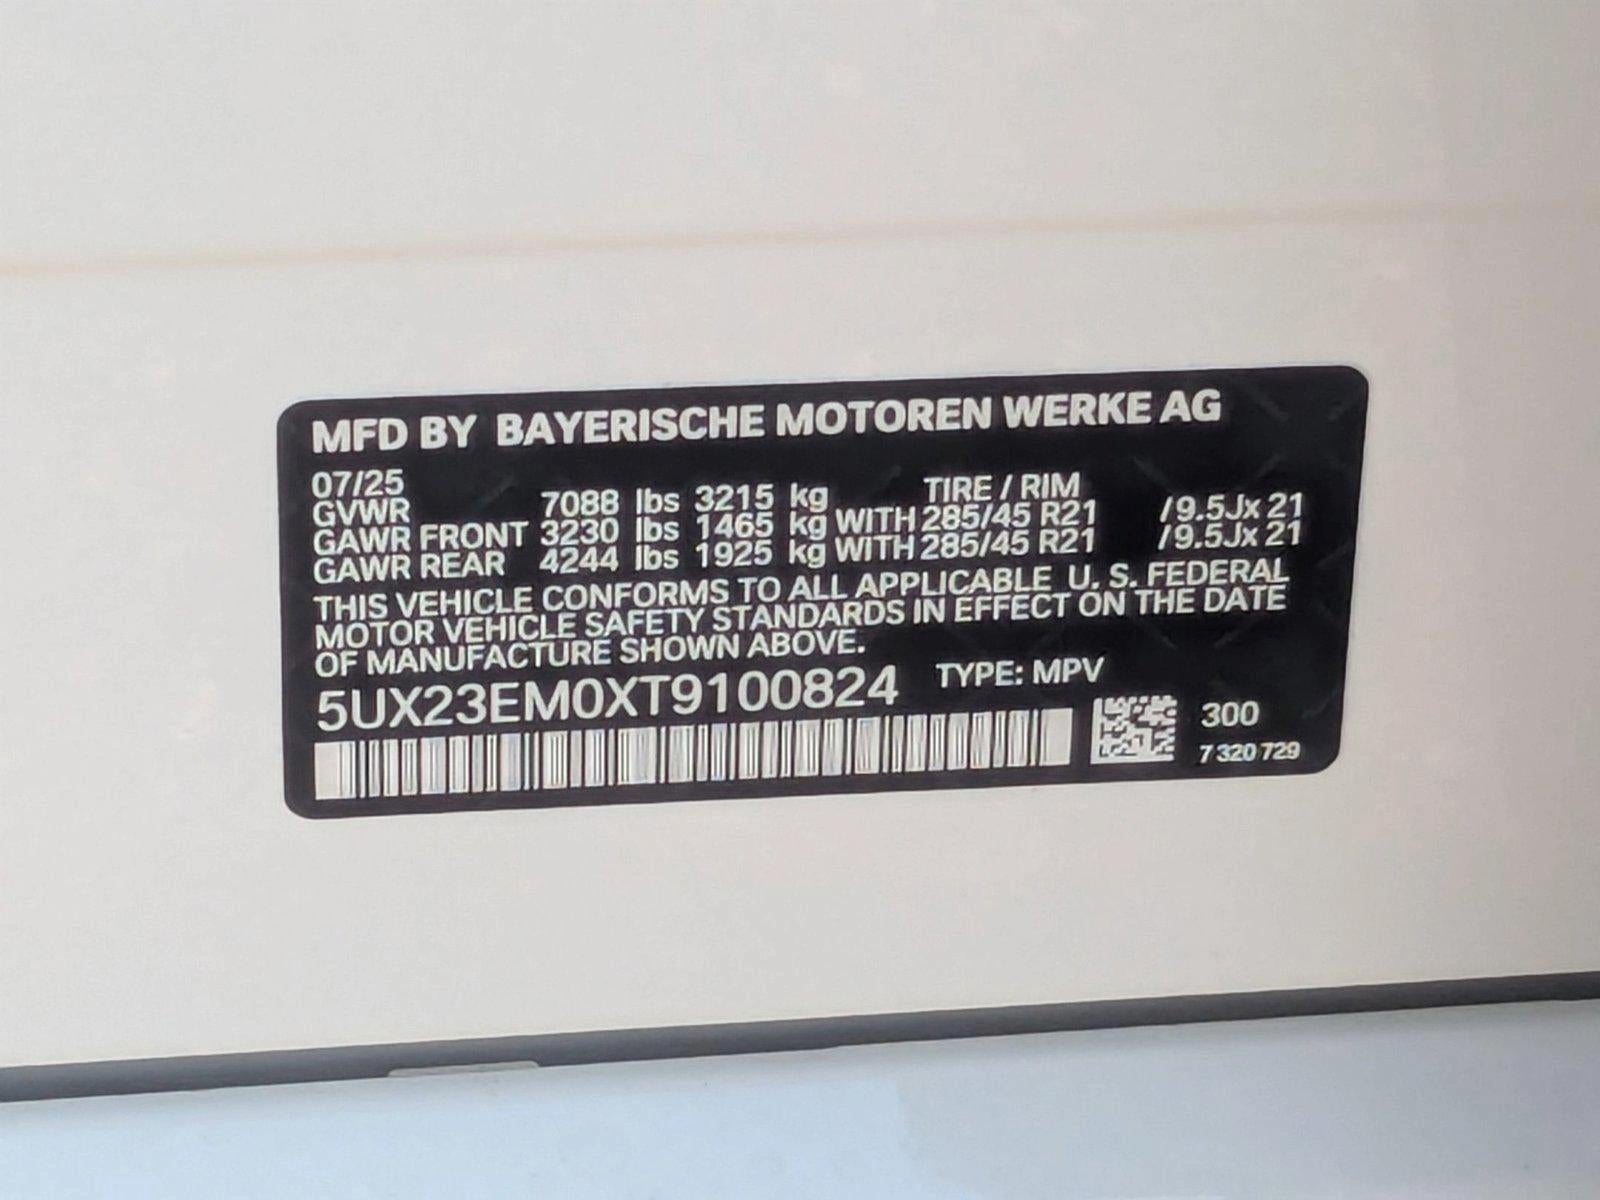 MFD BY BAYERISCHE MOTOREN WERKE AG
07/25 TIRE / RIM
GVWR 7088 lbs 3215 kg
GAWR FRONT 3230 lbs 1465 kg WITH 285/45 R21 /9.5Jx 21
GAWR REAR 4244 lbs 1925 kg WITH 285/45 R21 /9.5Jx 21
THIS VEHICLE CONFORMS TO ALL APPLICABLE U. S. FEDERAL
MOTOR VEHICLE SAFETY STANDARDS IN EFFECT ON THE DATE
OF MANUFACTURE SHOWN ABOVE.
5UX23EM0XT9100824 TYPE: MPV
300
7 320 729